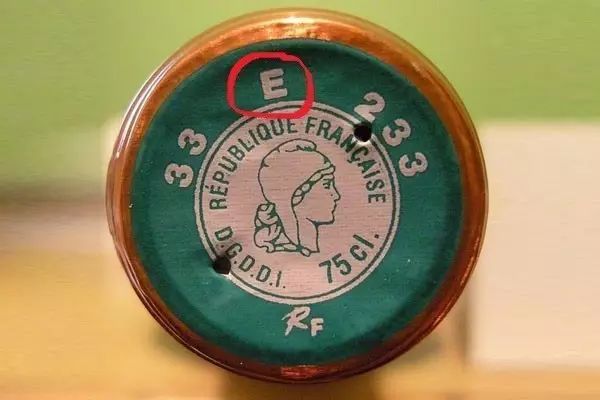 33 E 233
RÉPUBLIQUE FRANÇAISE
D.G.D.D.I. 75 cl.
RF